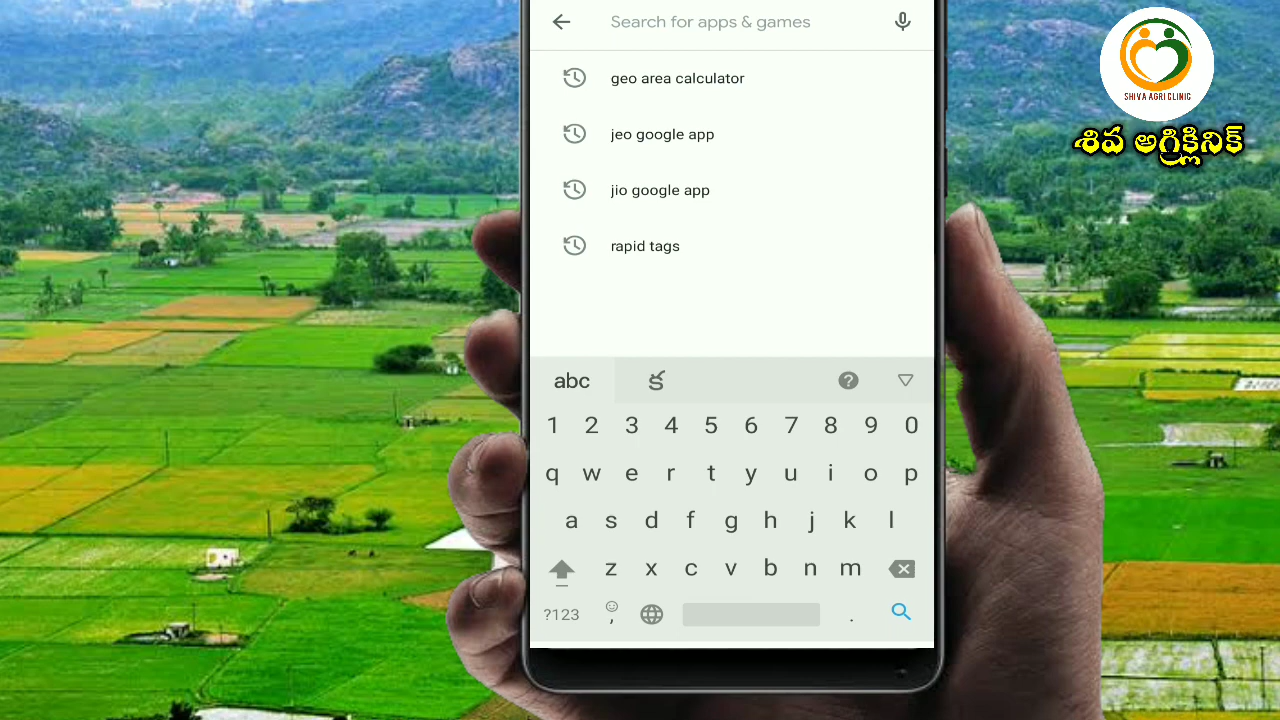 Search for apps & games
geo area calculator
jeo google app
jio google app
rapid tags
SHIVA AGRI CLINIC
శివ అగ్రిక్లినిక్
abc క
1 2 3 4 5 6 7 8 9 0
q w e r t y u i o p
a s d f g h j k l
z x c v b n m
?123 , .